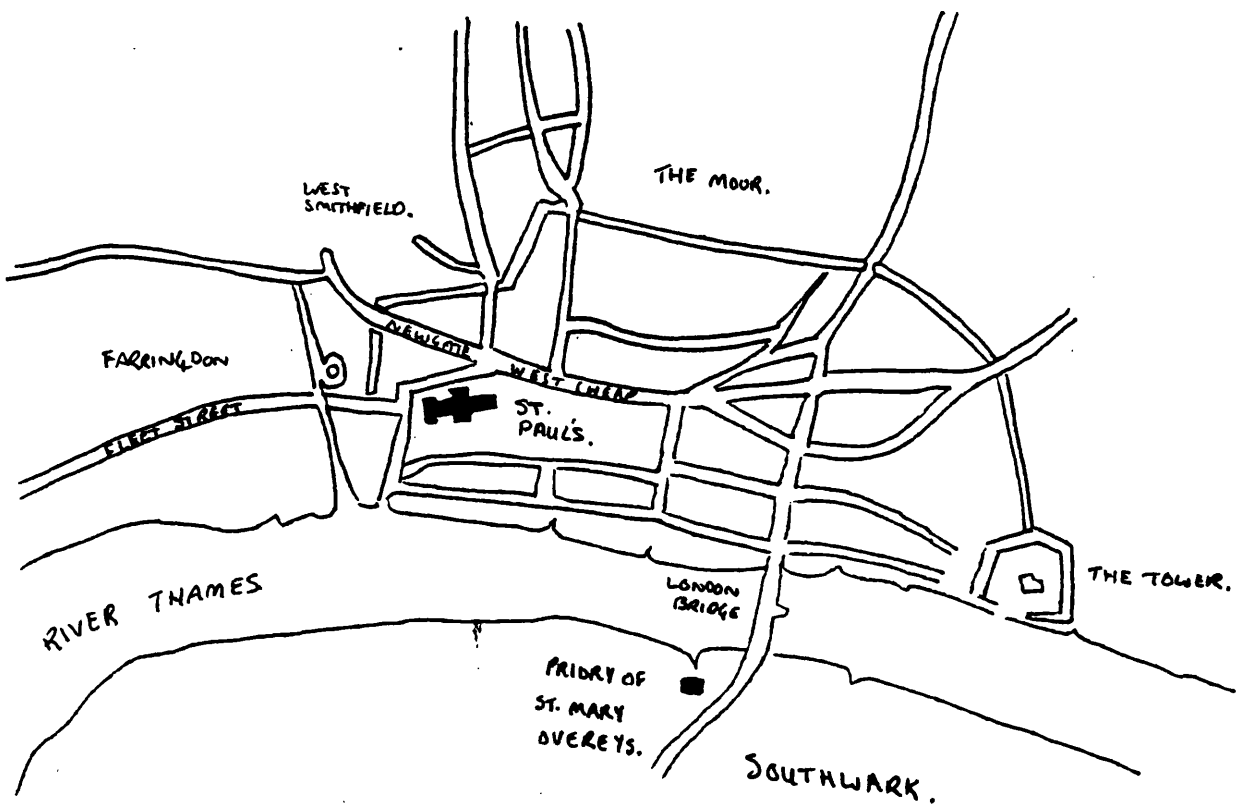 THE MOOR.
WEST
SMITHFIELD.
NEWGATE
FARRINGDON
WEST CHEAP
ST.
PAUL'S.
FLEET STREET
THE TOWER.
LONDON
BRIDGE
RIVER THAMES
PRIORY OF
ST. MARY
OVEREYS.
SOUTHWARK.